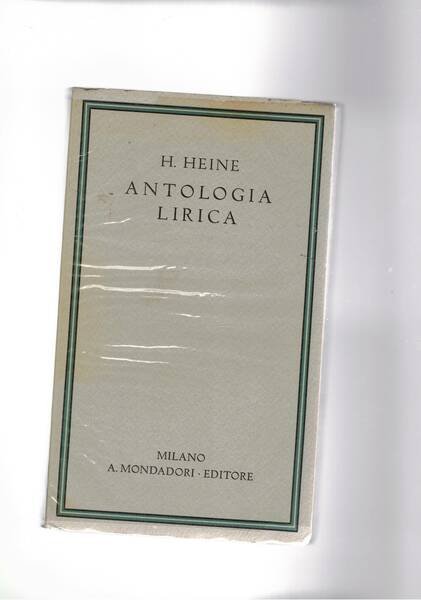 H. HEINE
ANTOLOGIA
LIRICA
MILANO
A. MONDADORI · EDITORE